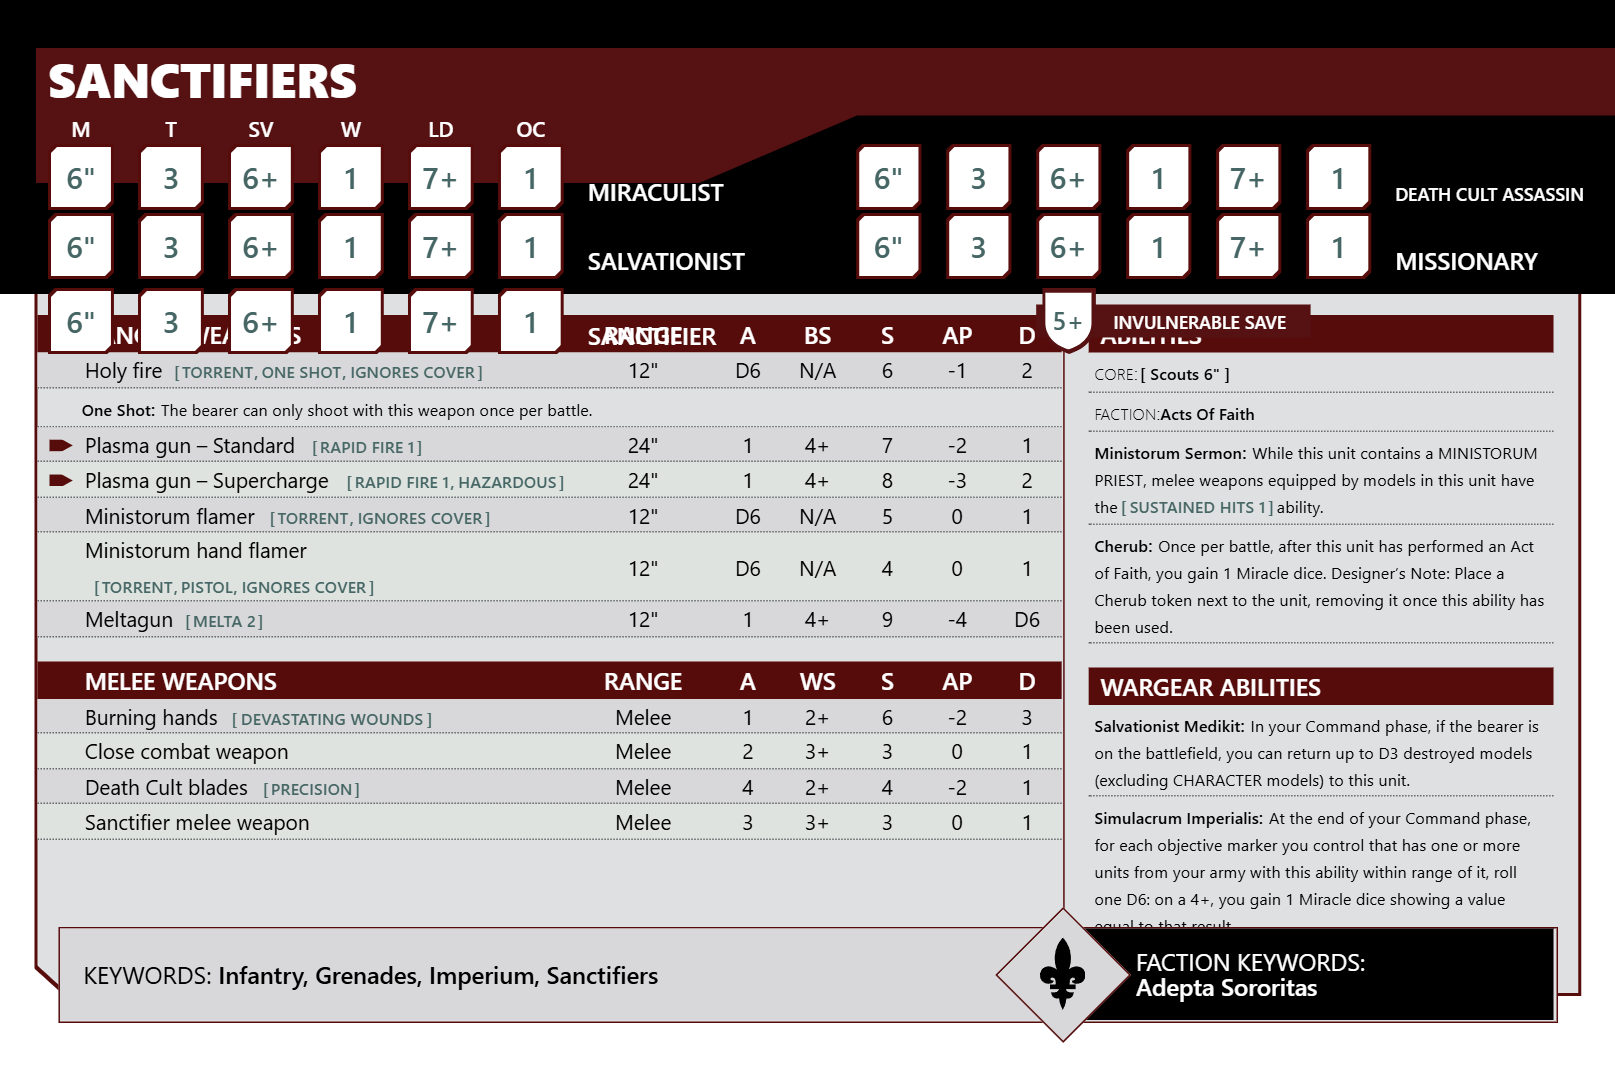 SANCTIFIERS
M T SV W LD OC
6" 3 6+ 1 7+ 1 MIRACULIST
6" 3 6+ 1 7+ 1 DEATH CULT ASSASSIN
6" 3 6+ 1 7+ 1 SALVATIONIST
6" 3 6+ 1 7+ 1 MISSIONARY
6" 3 6+ 1 7+ 1 SANCTIFIER
5+ INVULNERABLE SAVE
RANGE A BS S AP D
Holy fire [TORRENT, ONE SHOT, IGNORES COVER] 12" D6 N/A 6 -1 2
One Shot: The bearer can only shoot with this weapon once per battle.
Plasma gun – Standard [RAPID FIRE 1] 24" 1 4+ 7 -2 1
Plasma gun – Supercharge [RAPID FIRE 1, HAZARDOUS] 24" 1 4+ 8 -3 2
Ministorum flamer [TORRENT, IGNORES COVER] 12" D6 N/A 5 0 1
Ministorum hand flamer
[TORRENT, PISTOL, IGNORES COVER] 12" D6 N/A 4 0 1
Meltagun [MELTA 2] 12" 1 4+ 9 -4 D6
MELEE WEAPONS RANGE A WS S AP D
Burning hands [DEVASTATING WOUNDS] Melee 1 2+ 6 -2 3
Close combat weapon Melee 2 3+ 3 0 1
Death Cult blades [PRECISION] Melee 4 2+ 4 -2 1
Sanctifier melee weapon Melee 3 3+ 3 0 1
ABILITIES
CORE: [ Scouts 6" ]
FACTION:Acts Of Faith
Ministorum Sermon: While this unit contains a MINISTORUM
PRIEST, melee weapons equipped by models in this unit have
the [SUSTAINED HITS 1] ability.
Cherub: Once per battle, after this unit has performed an Act
of Faith, you gain 1 Miracle dice. Designer's Note: Place a
Cherub token next to the unit, removing it once this ability has
been used.
WARGEAR ABILITIES
Salvationist Medikit: In your Command phase, if the bearer is
on the battlefield, you can return up to D3 destroyed models
(excluding CHARACTER models) to this unit.
Simulacrum Imperialis: At the end of your Command phase,
for each objective marker you control that has one or more
units from your army with this ability within range of it, roll
one D6: on a 4+, you gain 1 Miracle dice showing a value
equal to that result.
KEYWORDS: Infantry, Grenades, Imperium, Sanctifiers
FACTION KEYWORDS:
Adepta Sororitas